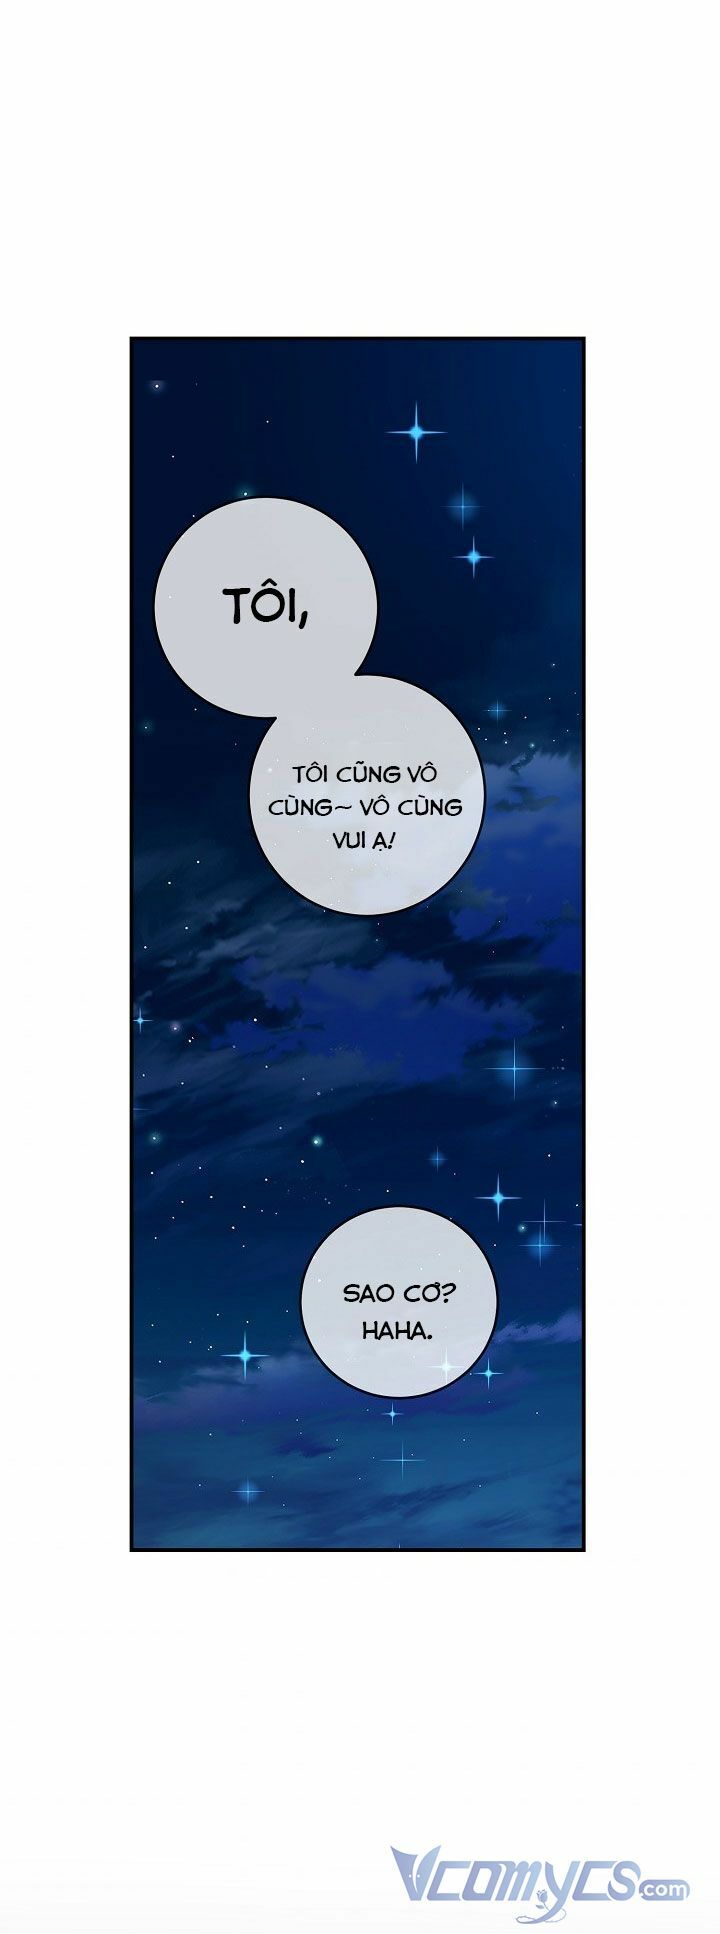 TÔI,
TÔI CŨNG VÔ
CÙNG~ VÔ CÙNG
VUI Ạ!
SAO CƠ?
HAHA.
VCOMYCS.com